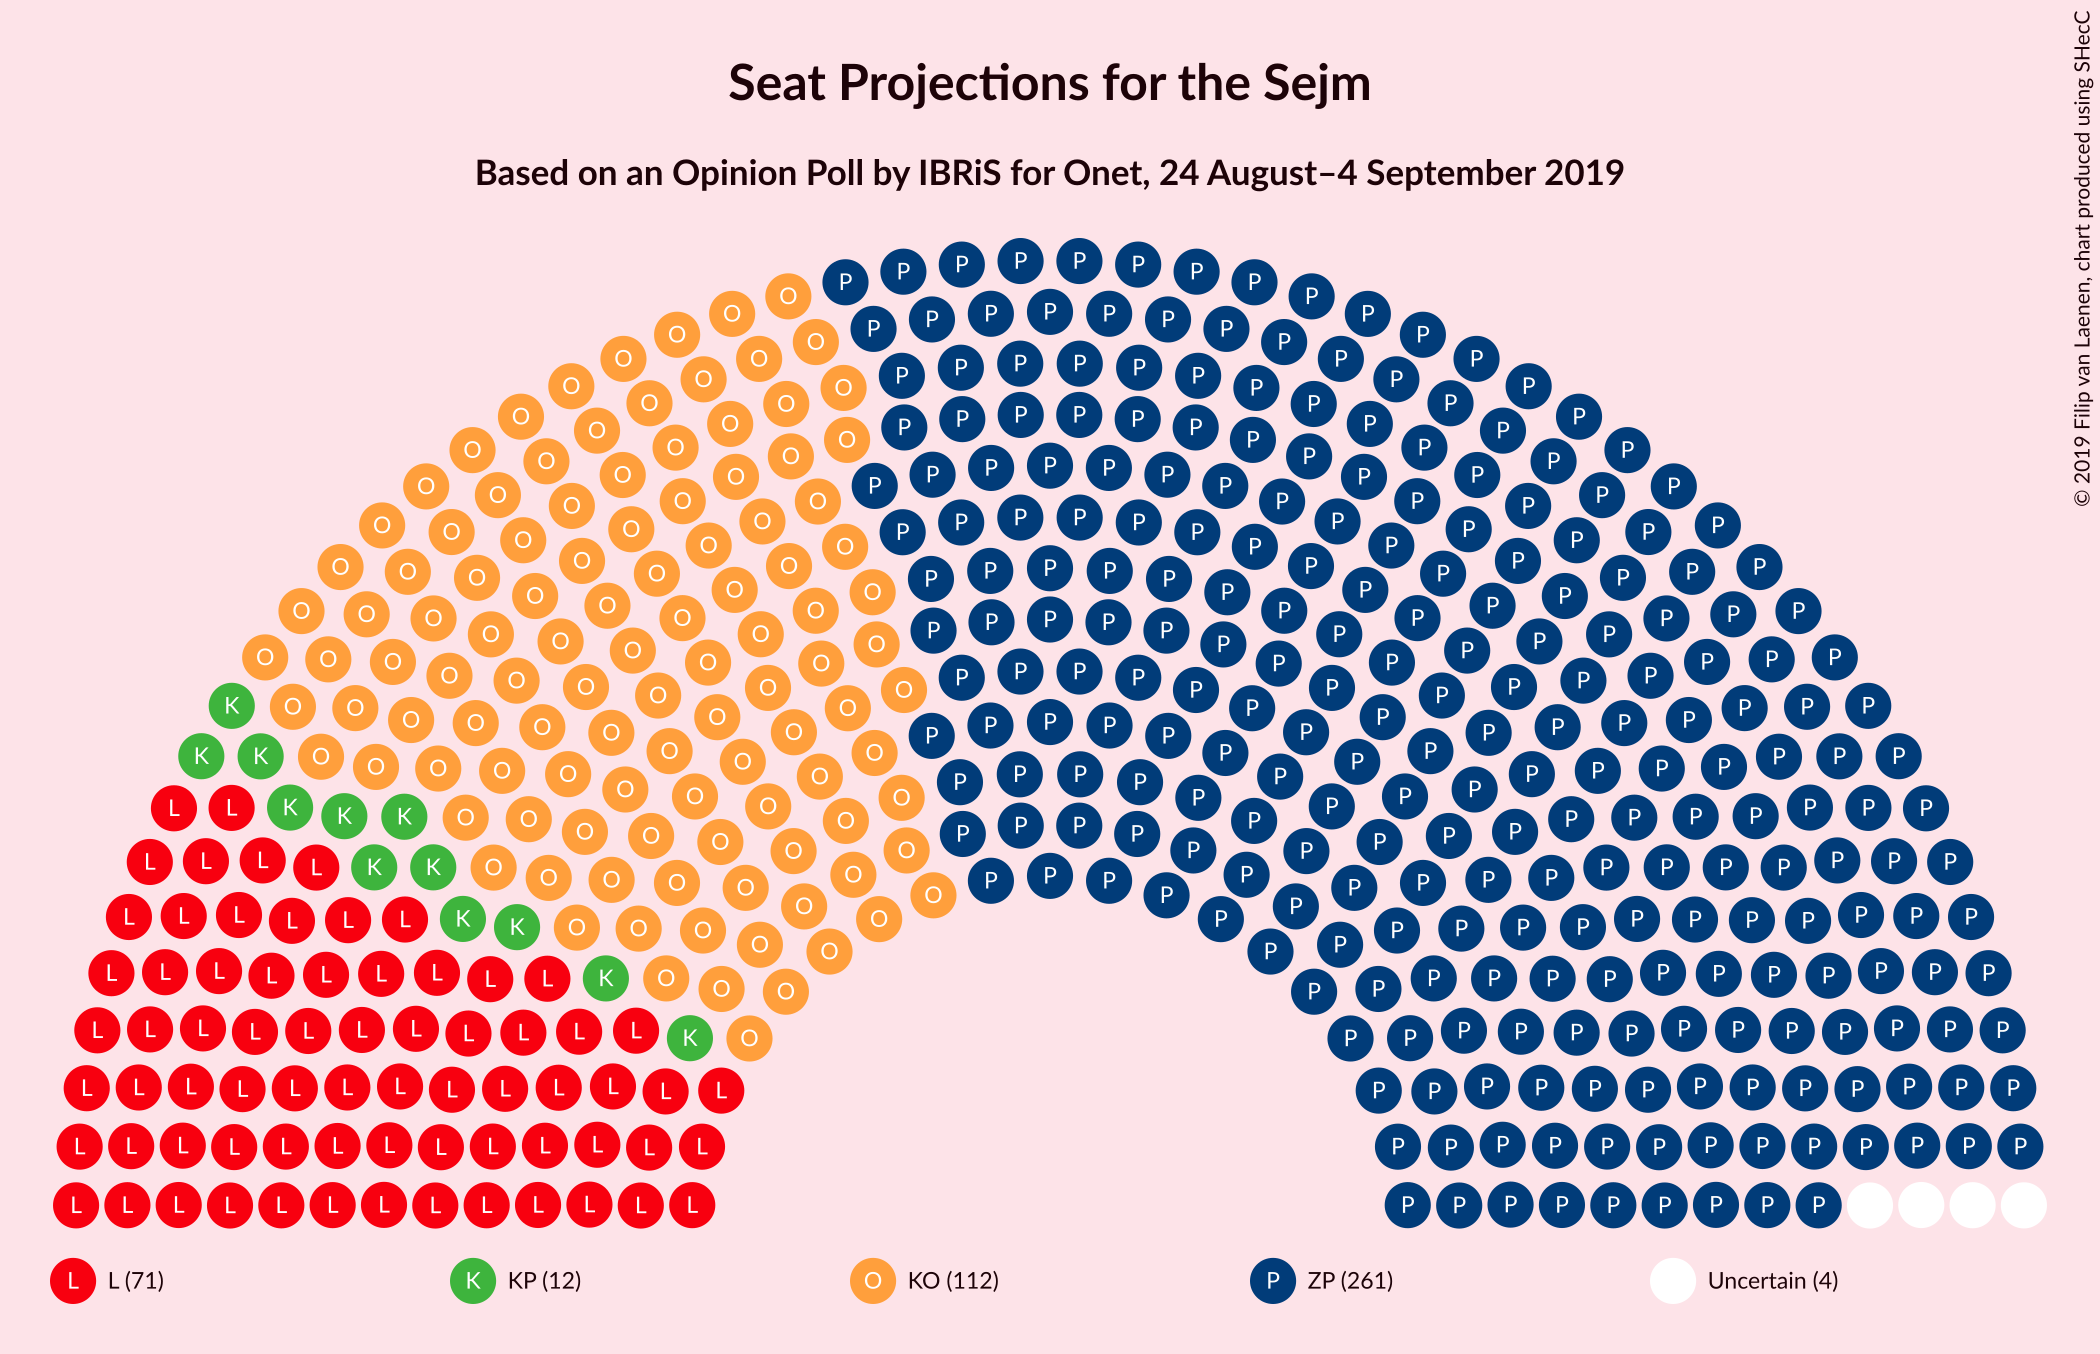 Seat Projections for the Sejm
Based on an Opinion Poll by IBRiS for Onet, 24 August–4 September 2019
© 2019 Filip van Laenen, chart produced using SHecC
L L (71)
K KP (12)
O KO (112)
P ZP (261)
Uncertain (4)